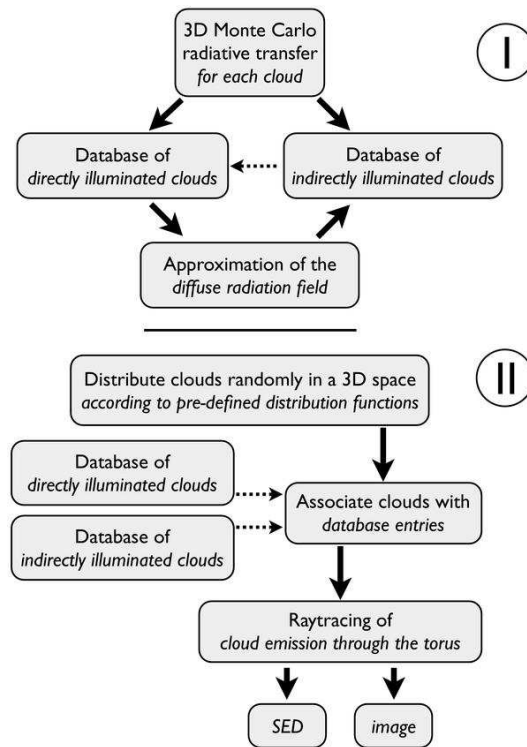 3D Monte Carlo
radiative transfer
for each cloud
I
Database of
directly illuminated clouds
Database of
indirectly illuminated clouds
Approximation of the
diffuse radiation field
II
Distribute clouds randomly in a 3D space
according to pre-defined distribution functions
Database of
directly illuminated clouds
Associate clouds with
database entries
Database of
indirectly illuminated clouds
Raytracing of
cloud emission through the torus
SED
image